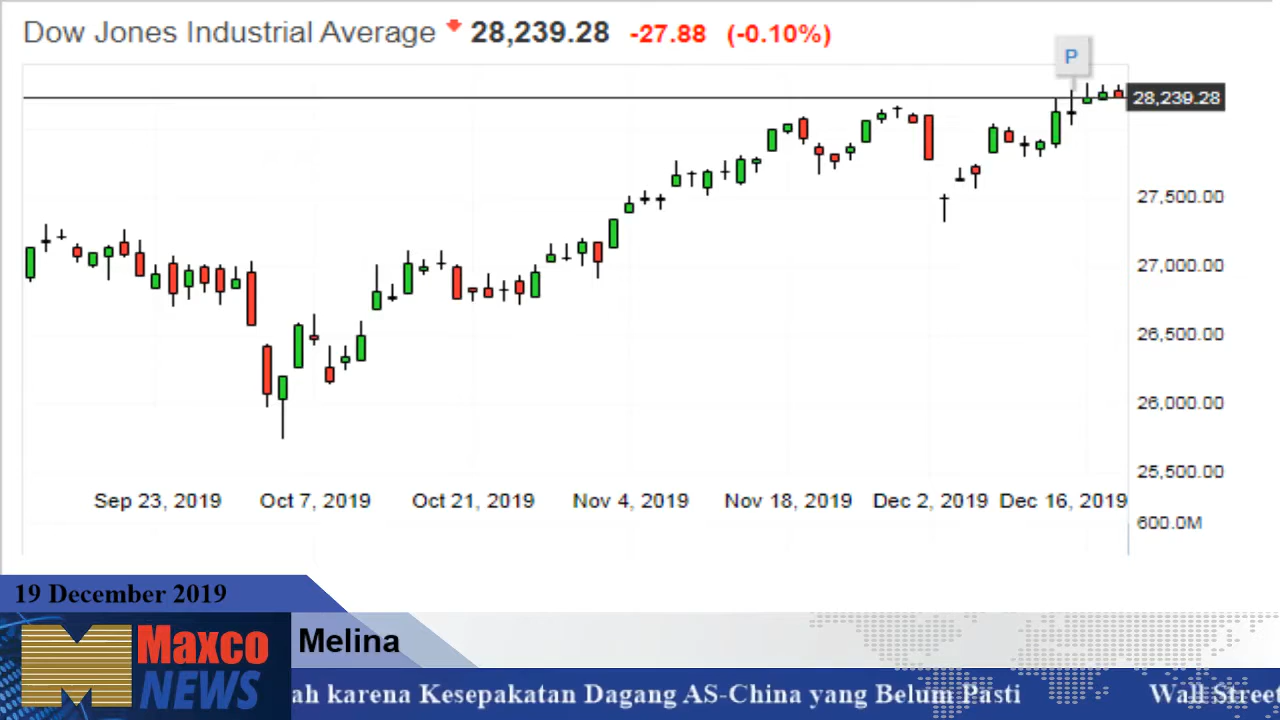 Dow Jones Industrial Average 28,239.28 -27.88 (-0.10%)
P
28,239.28
27,500.00
27,000.00
26,500.00
26,000.00
25,500.00
Sep 23, 2019 Oct 7, 2019 Oct 21, 2019 Nov 4, 2019 Nov 18, 2019 Dec 2, 2019 Dec 16, 2019
600.0M
19 December 2019
Maxco
NEWS
Melina
ah karena Kesepakatan Dagang AS-China yang Belum Pasti Wall Street